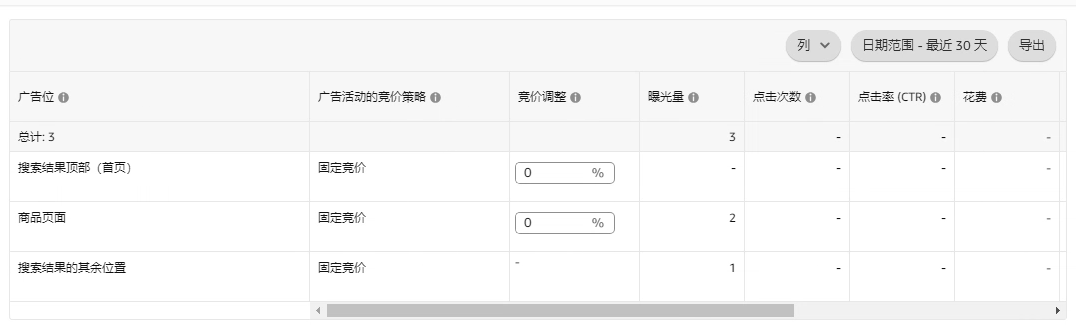 列 日期范围 - 最近 30 天 导出
广告位 广告活动的竞价策略 竞价调整 曝光量 点击次数 点击率 (CTR) 花费
总计: 3 3 - - -
搜索结果顶部（首页） 固定竞价 0 % - - - -
商品页面 固定竞价 0 % 2 - - -
搜索结果的其余位置 固定竞价 - 1 - - -